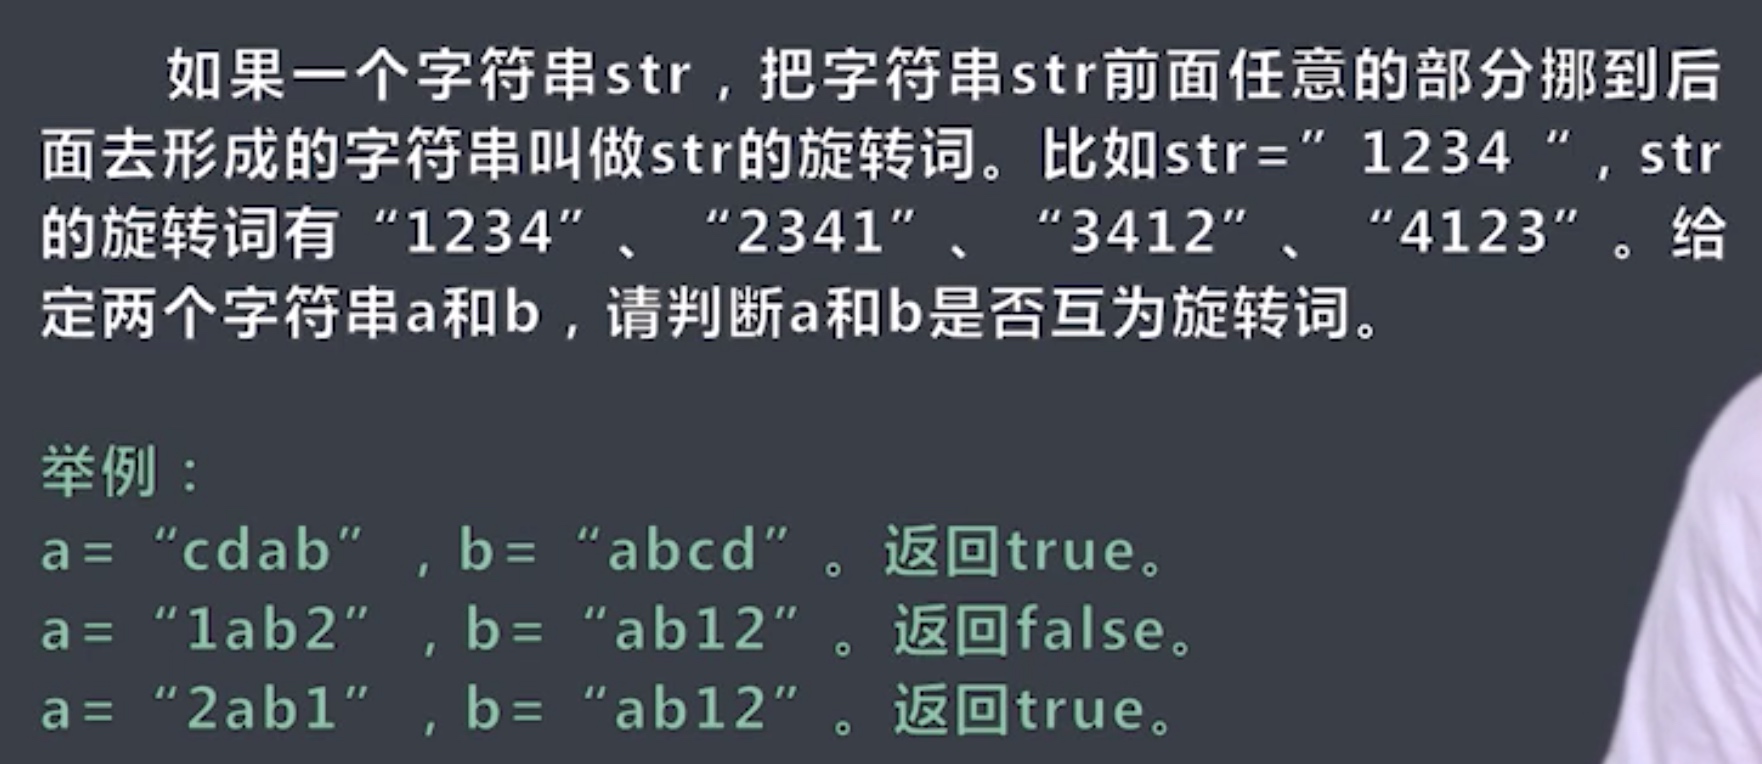 如果一个字符串str，把字符串str前面任意的部分挪到后
面去形成的字符串叫做str的旋转词。比如str=” 1234 “，str
的旋转词有“1234”、“2341”、“3412”、“4123”。给
定两个字符串a和b，请判断a和b是否互为旋转词。
举例：
a=“cdab”，b=“abcd”。返回true。
a=“1ab2”，b=“ab12”。返回false。
a=“2ab1”，b=“ab12”。返回true。